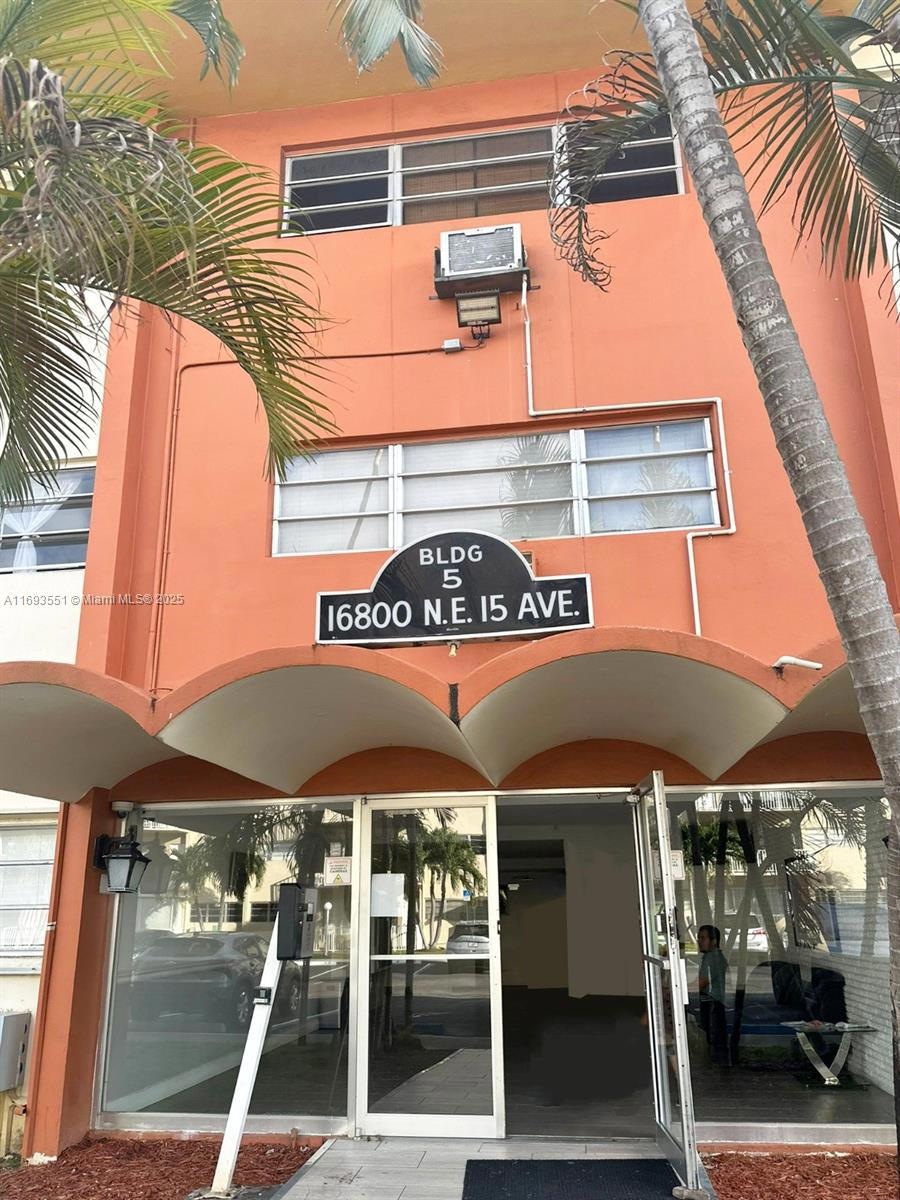 BLDG
5
16800 N.E. 15 AVE.
A11693551 © Miami MLS® 2025